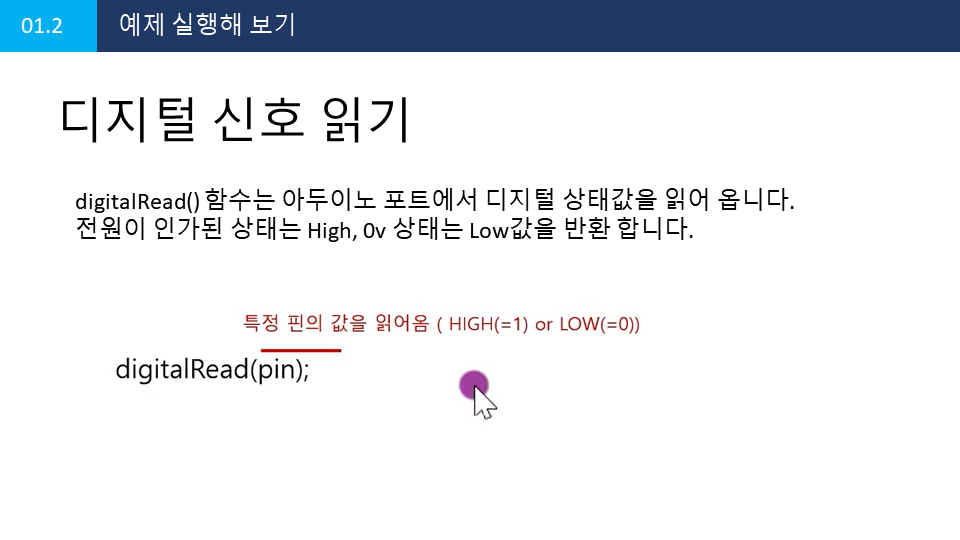 01.2
예제 실행해 보기
디지털 신호 읽기
digitalRead() 함수는 아두이노 포트에서 디지털 상태값을 읽어 옵니다.
전원이 인가된 상태는 High, 0v 상태는 Low값을 반환 합니다.
특정 핀의 값을 읽어옴 ( HIGH(=1) or LOW(=0))
digitalRead(pin);